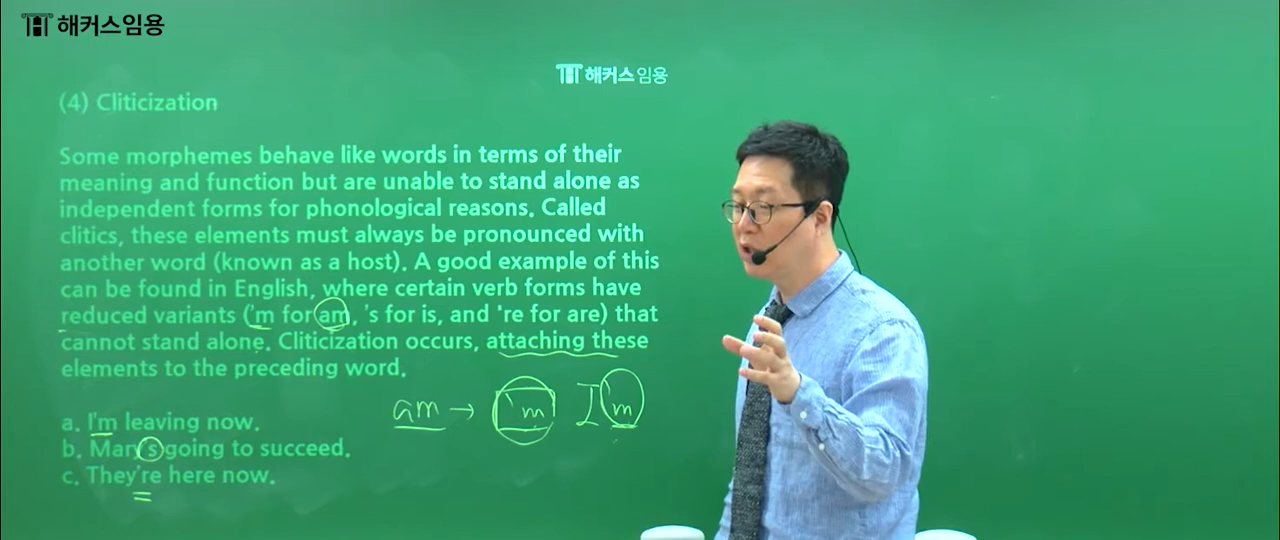 해커스임용
해커스임용
(4) Cliticization
Some morphemes behave like words in terms of their
meaning and function but are unable to stand alone as
independent forms for phonological reasons. Called
clitics, these elements must always be pronounced with
another word (known as a host). A good example of this
can be found in English, where certain verb forms have
reduced variants ('m for am, 's for is, and 're for are) that
cannot stand alone. Cliticization occurs, attaching these
elements to the preceding word.
am → 'm I'm
a. I'm leaving now.
b. Mary's going to succeed.
c. They're here now.